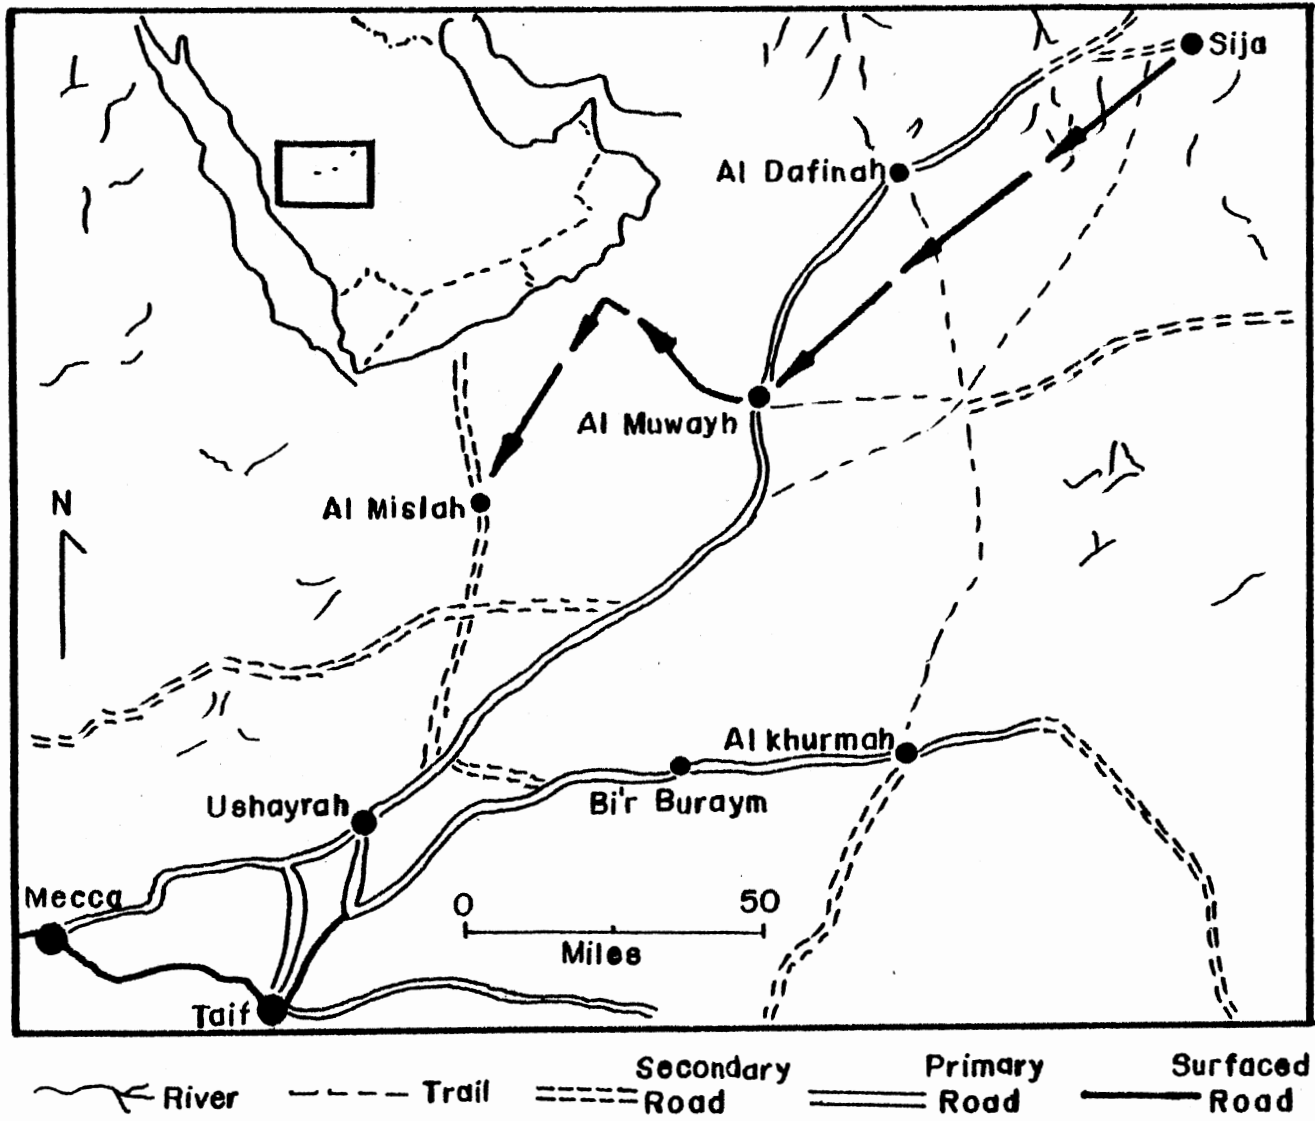 Sija
Al Dafinah
Al Muwayh
N
Al Mislah
Al khurmah
Bi'r Buraym
Ushayrah
Mecca
0 50
Miles
Taif
River
Trail
Secondary
Road
Primary
Road
Surfaced
Road